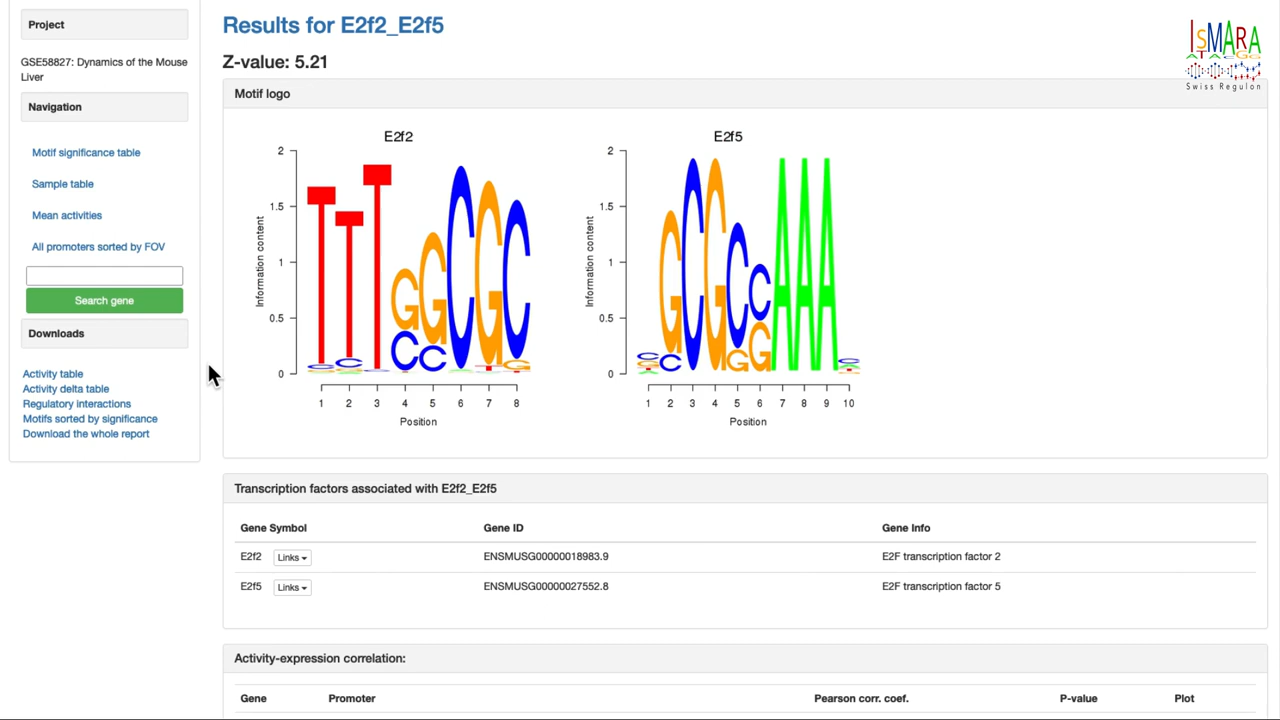 Project
GSE58827: Dynamics of the Mouse
Liver
Navigation
Motif significance table
Sample table
Mean activities
All promoters sorted by FOV
Search gene
Downloads
Activity table
Activity delta table
Regulatory interactions
Motifs sorted by significance
Download the whole report
Results for E2f2_E2f5
Z-value: 5.21
ISMARA
Swiss Regulon
Motif logo
E2f2
Information content
2
1.5
1
0.5
0
TTTGGCGC
CC
1 2 3 4 5 6 7 8
Position
E2f5
Information content
2
1.5
1
0.5
0
GCGCCAAA
GG
1 2 3 4 5 6 7 8 9 10
Position
Transcription factors associated with E2f2_E2f5
Gene Symbol Gene ID Gene Info
E2f2 Links ENSMUSG00000018983.9 E2F transcription factor 2
E2f5 Links ENSMUSG00000027552.8 E2F transcription factor 5
Activity-expression correlation:
Gene Promoter Pearson corr. coef. P-value Plot